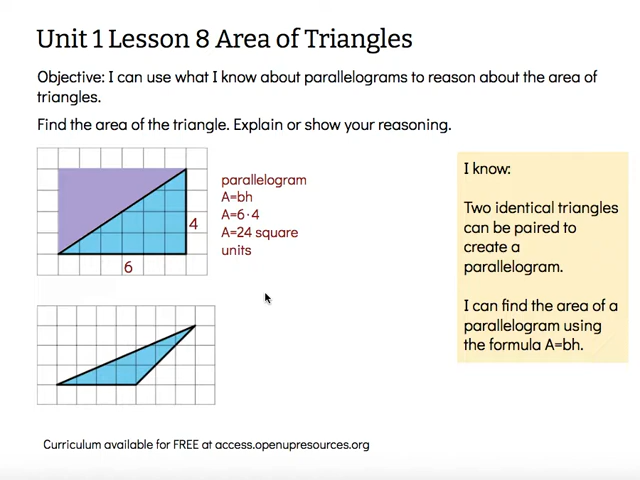 Unit 1 Lesson 8 Area of Triangles
Objective: I can use what I know about parallelograms to reason about the area of
triangles.
Find the area of the triangle. Explain or show your reasoning.
parallelogram
A=bh
A=6·4
A=24 square
units
4
6
I know:
Two identical triangles
can be paired to
create a
parallelogram.
I can find the area of a
parallelogram using
the formula A=bh.
Curriculum available for FREE at access.openupresources.org